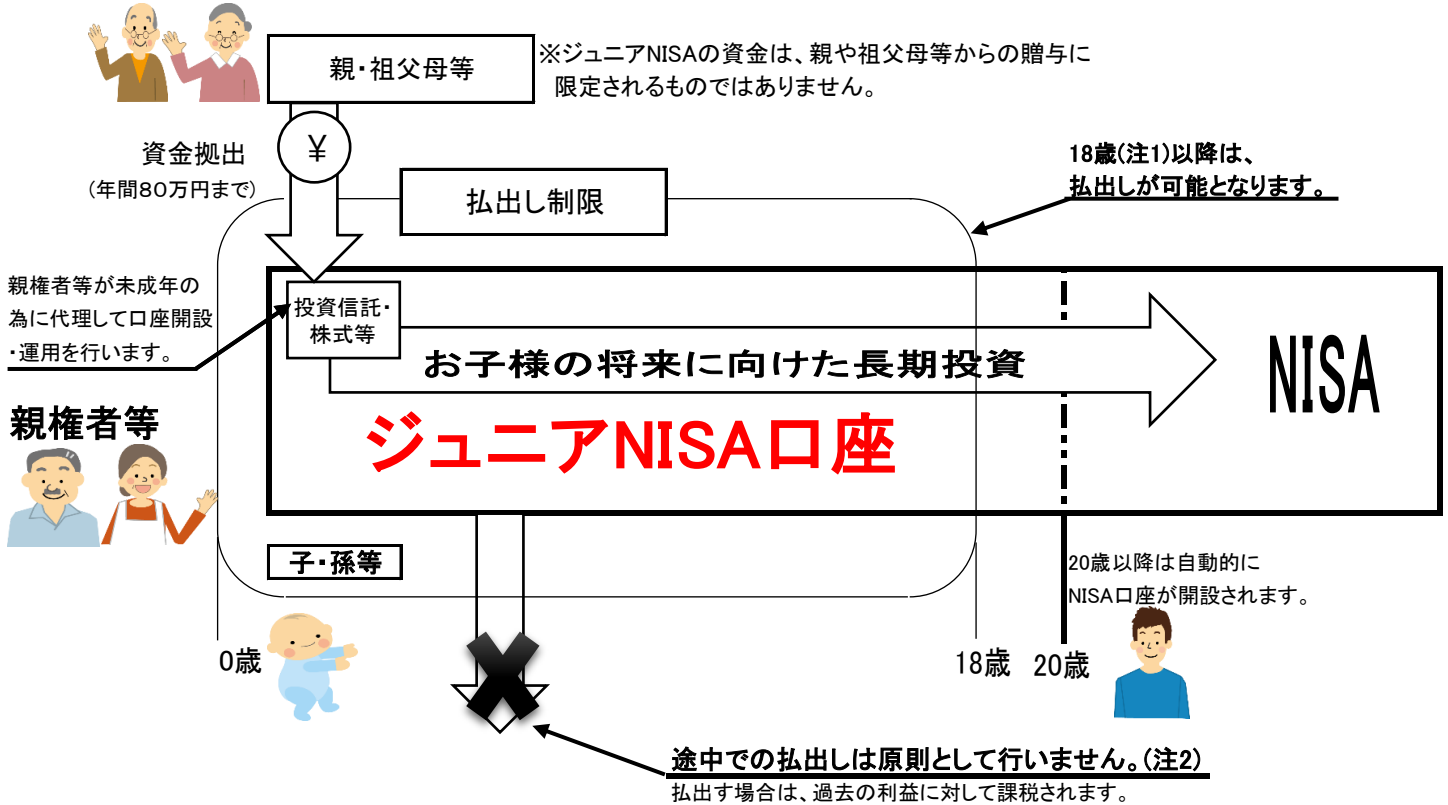 親・祖父母等
※ジュニアNISAの資金は、親や祖父母等からの贈与に
限定されるものではありません。
¥
資金拠出
(年間80万円まで)
払出し制限
18歳(注1)以降は、
払出しが可能となります。
親権者等が未成年の
為に代理して口座開設
・運用を行います。
投資信託・
株式等
お子様の将来に向けた長期投資
NISA
ジュニアNISA口座
親権者等
子・孫等
20歳以降は自動的に
NISA口座が開設されます。
0歳
18歳
20歳
途中での払出しは原則として行いません。(注2)
払出す場合は、過去の利益に対して課税されます。